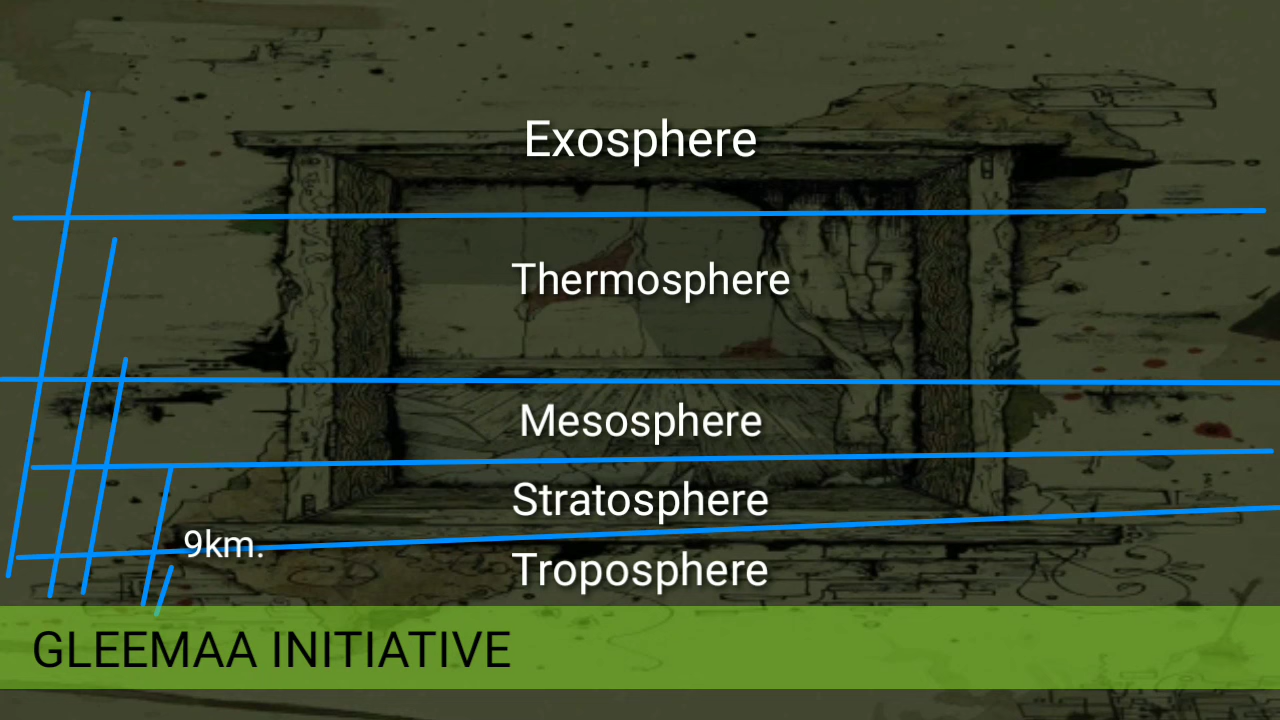 Exosphere
Thermosphere
Mesosphere
Stratosphere
9km.
Troposphere
GLEEMAA INITIATIVE